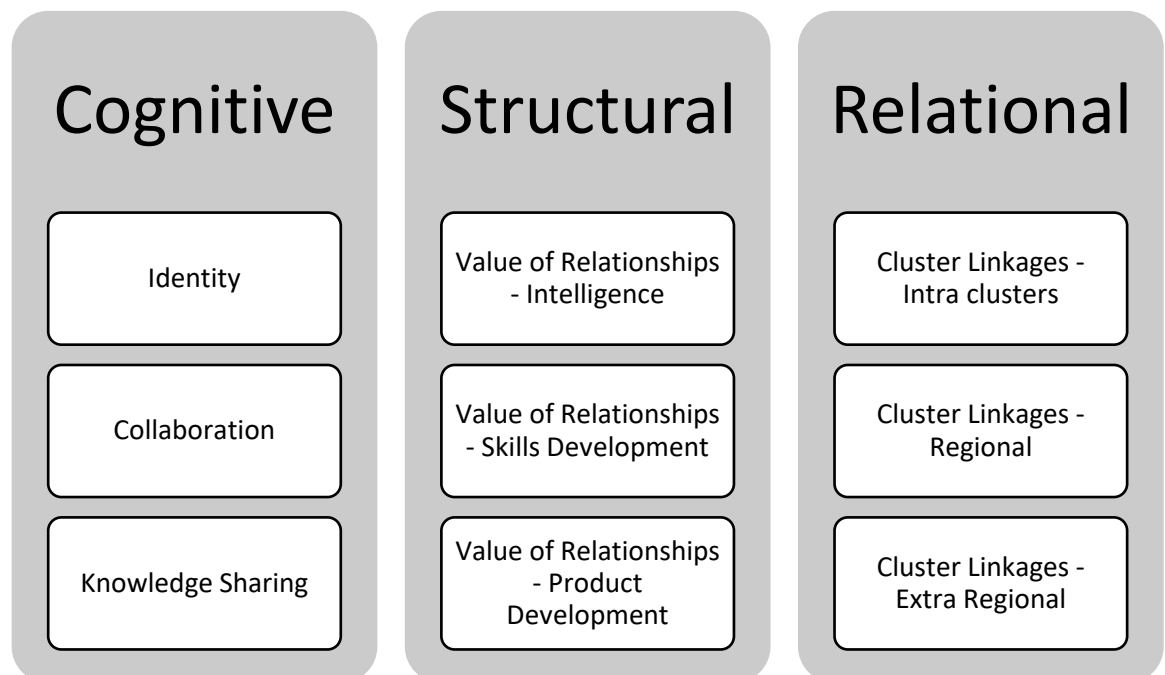 Cognitive
Identity
Collaboration
Knowledge Sharing
Structural
Value of Relationships
- Intelligence
Value of Relationships
- Skills Development
Value of Relationships
- Product
Development
Relational
Cluster Linkages -
Intra clusters
Cluster Linkages -
Regional
Cluster Linkages -
Extra Regional